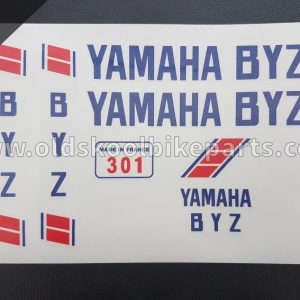 YAMAHA BYZ
YAMAHA BYZ
B
Y
Z
B
Y
Z
MADE IN FRANCE
301
YAMAHA
BYZ
www.oldskoolbikeparts.com